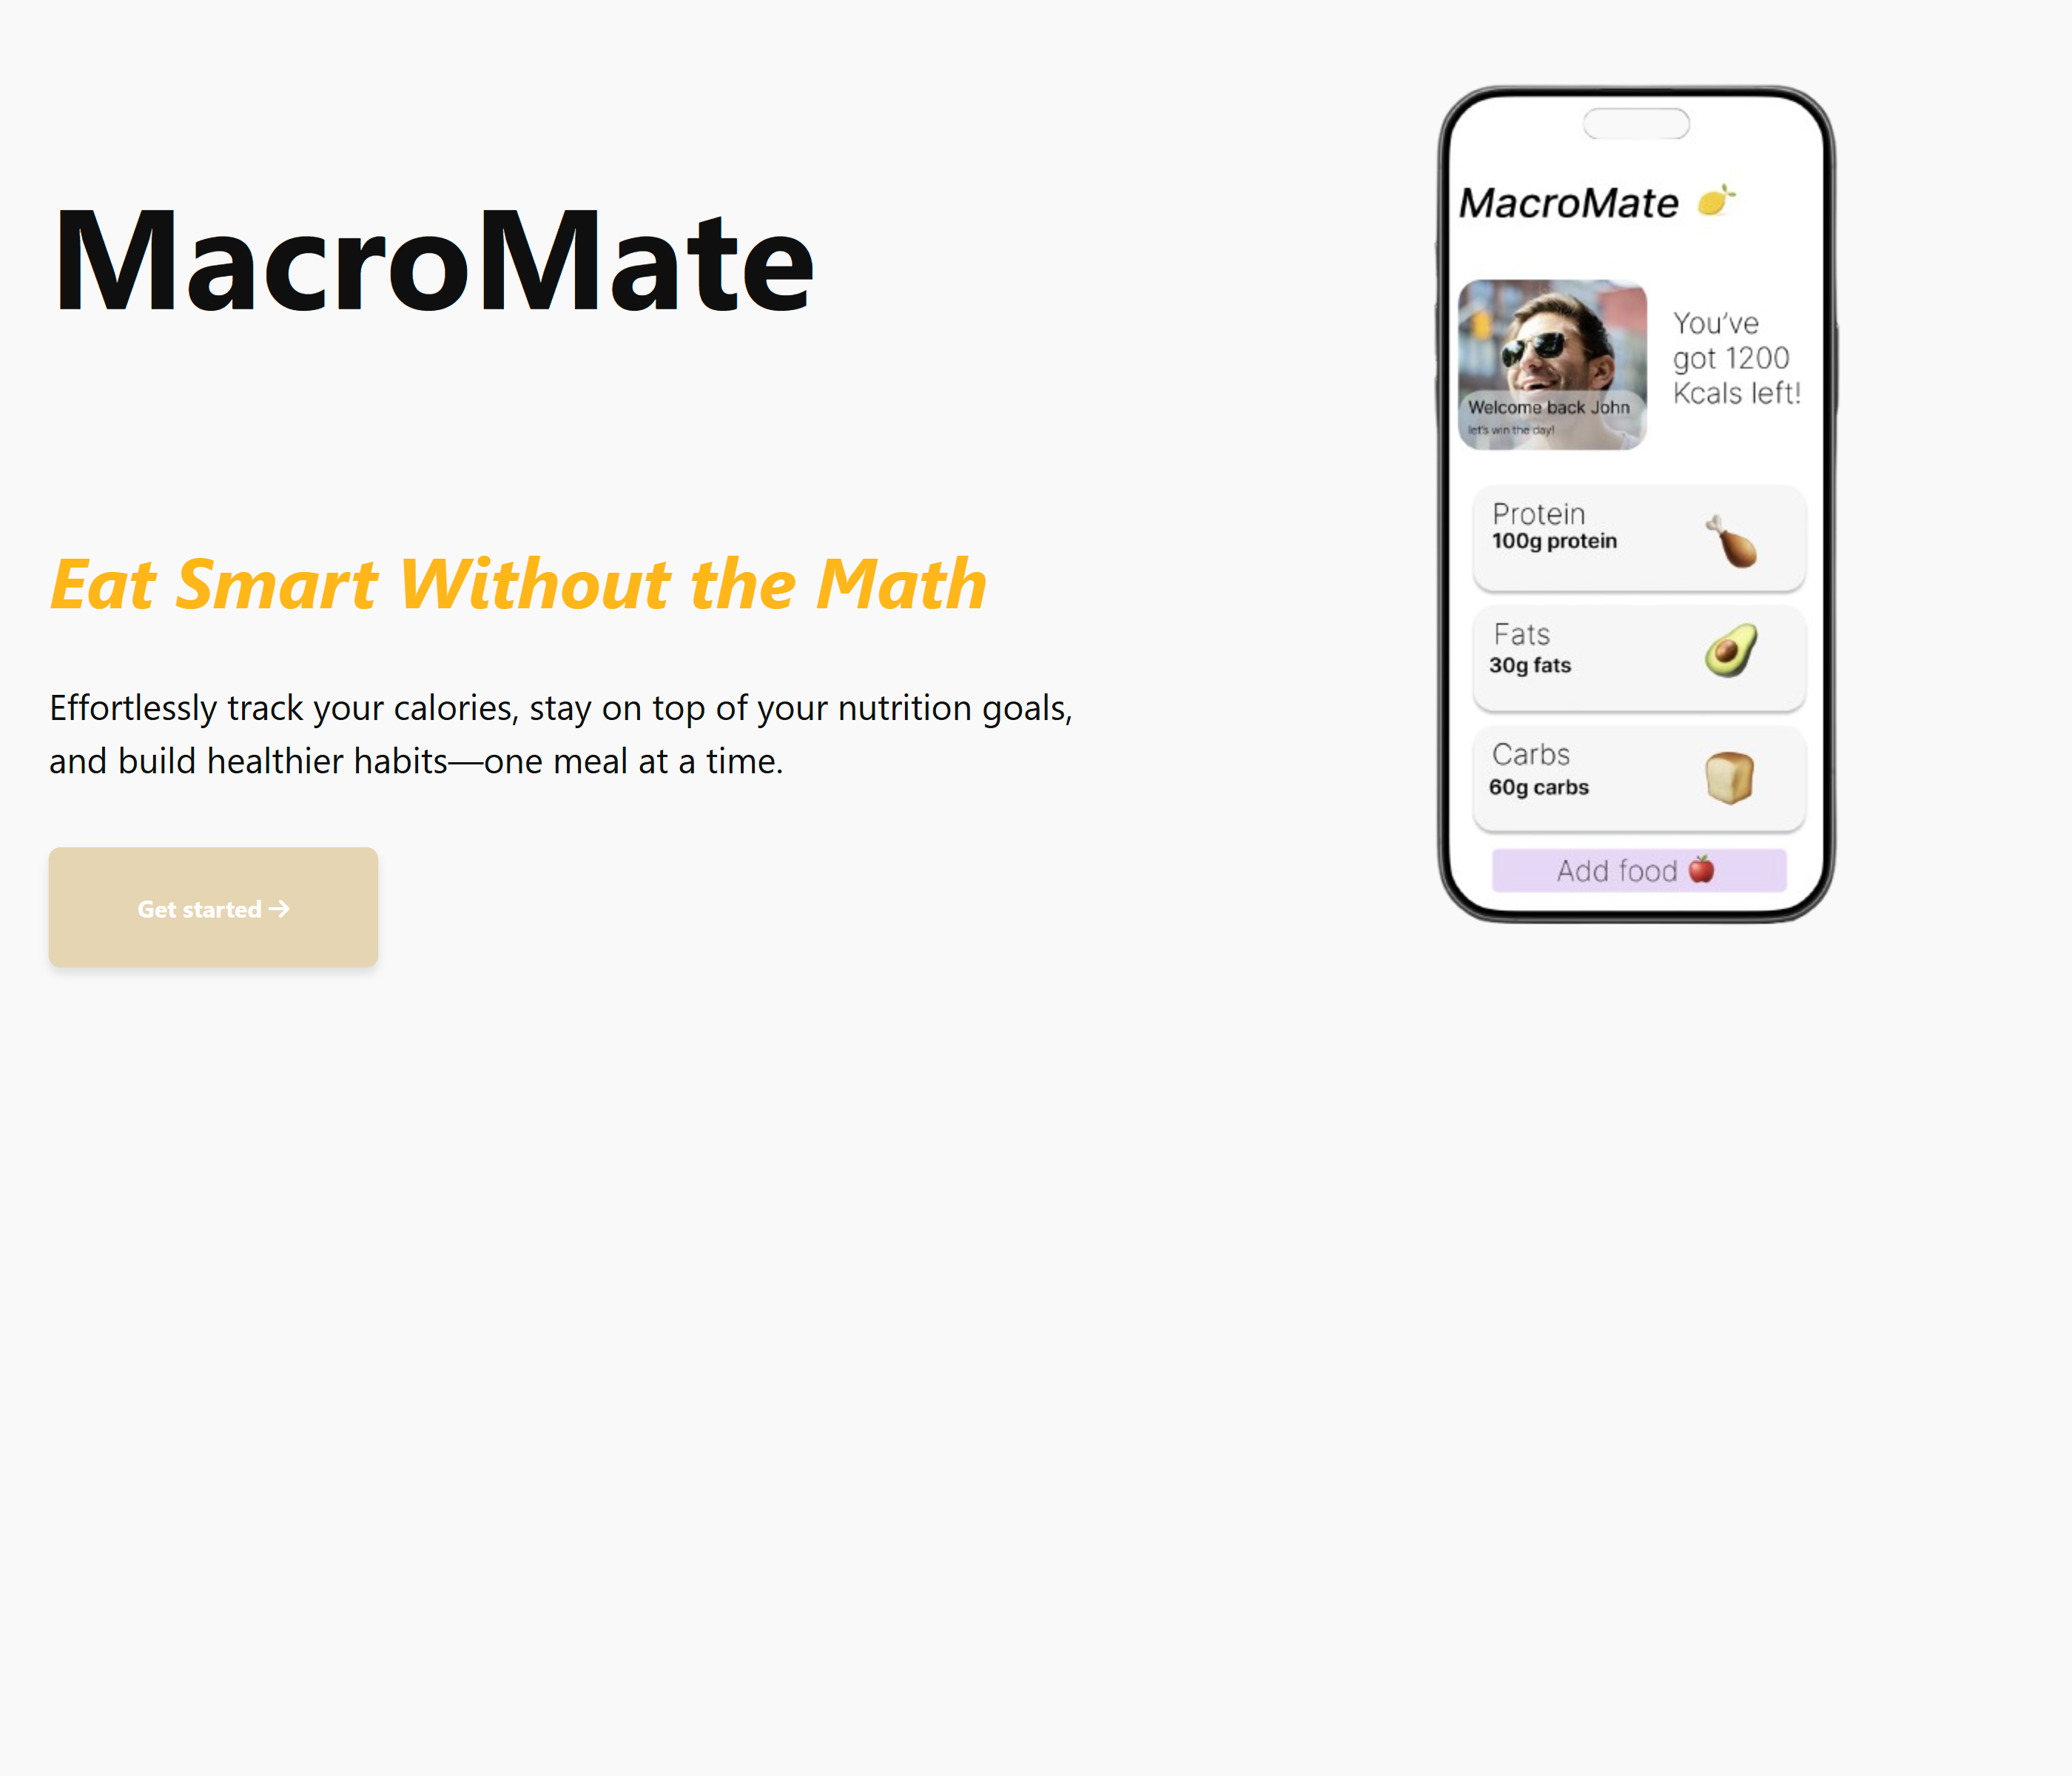 MacroMate
Eat Smart Without the Math
Effortlessly track your calories, stay on top of your nutrition goals,
and build healthier habits—one meal at a time.
Get started →
MacroMate 🍋
Welcome back John
let's win the day!
You've
got 1200
Kcals left!
Protein
100g protein
Fats
30g fats
Carbs
60g carbs
Add food 🍎